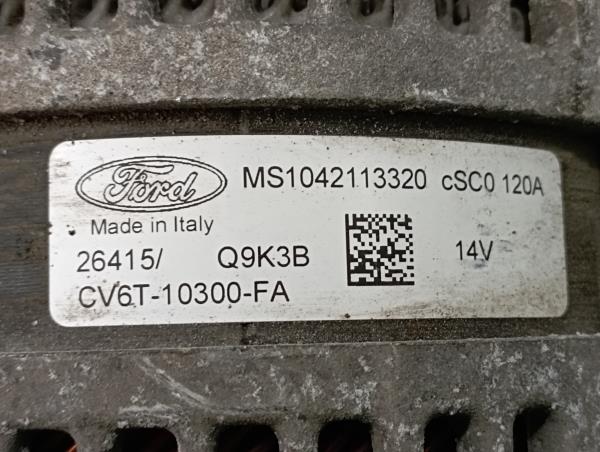 Ford MS1042113320 cSC0 120A
Made in Italy
26415/ Q9K3B 14V
CV6T-10300-FA